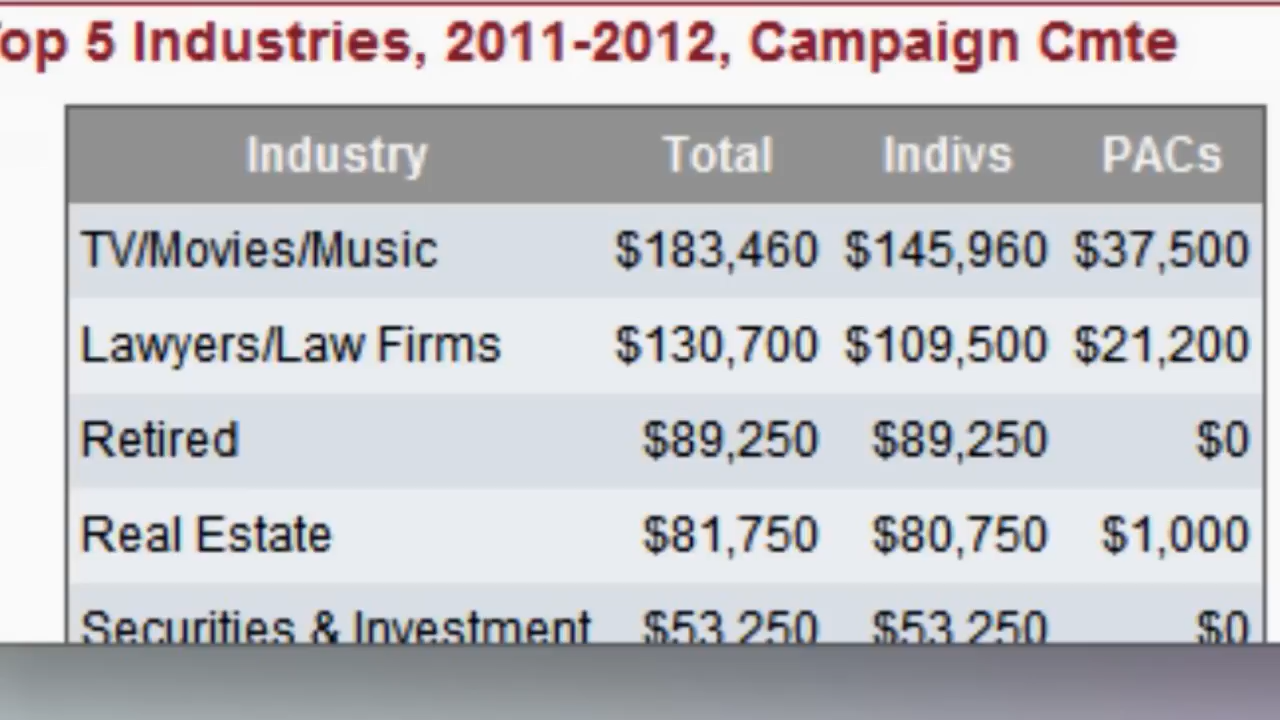 op 5 Industries, 2011-2012, Campaign Cmte
Industry Total Indivs PACs
TV/Movies/Music $183,460 $145,960 $37,500
Lawyers/Law Firms $130,700 $109,500 $21,200
Retired $89,250 $89,250 $0
Real Estate $81,750 $80,750 $1,000
Securities & Investment $53,250 $53,250 $0